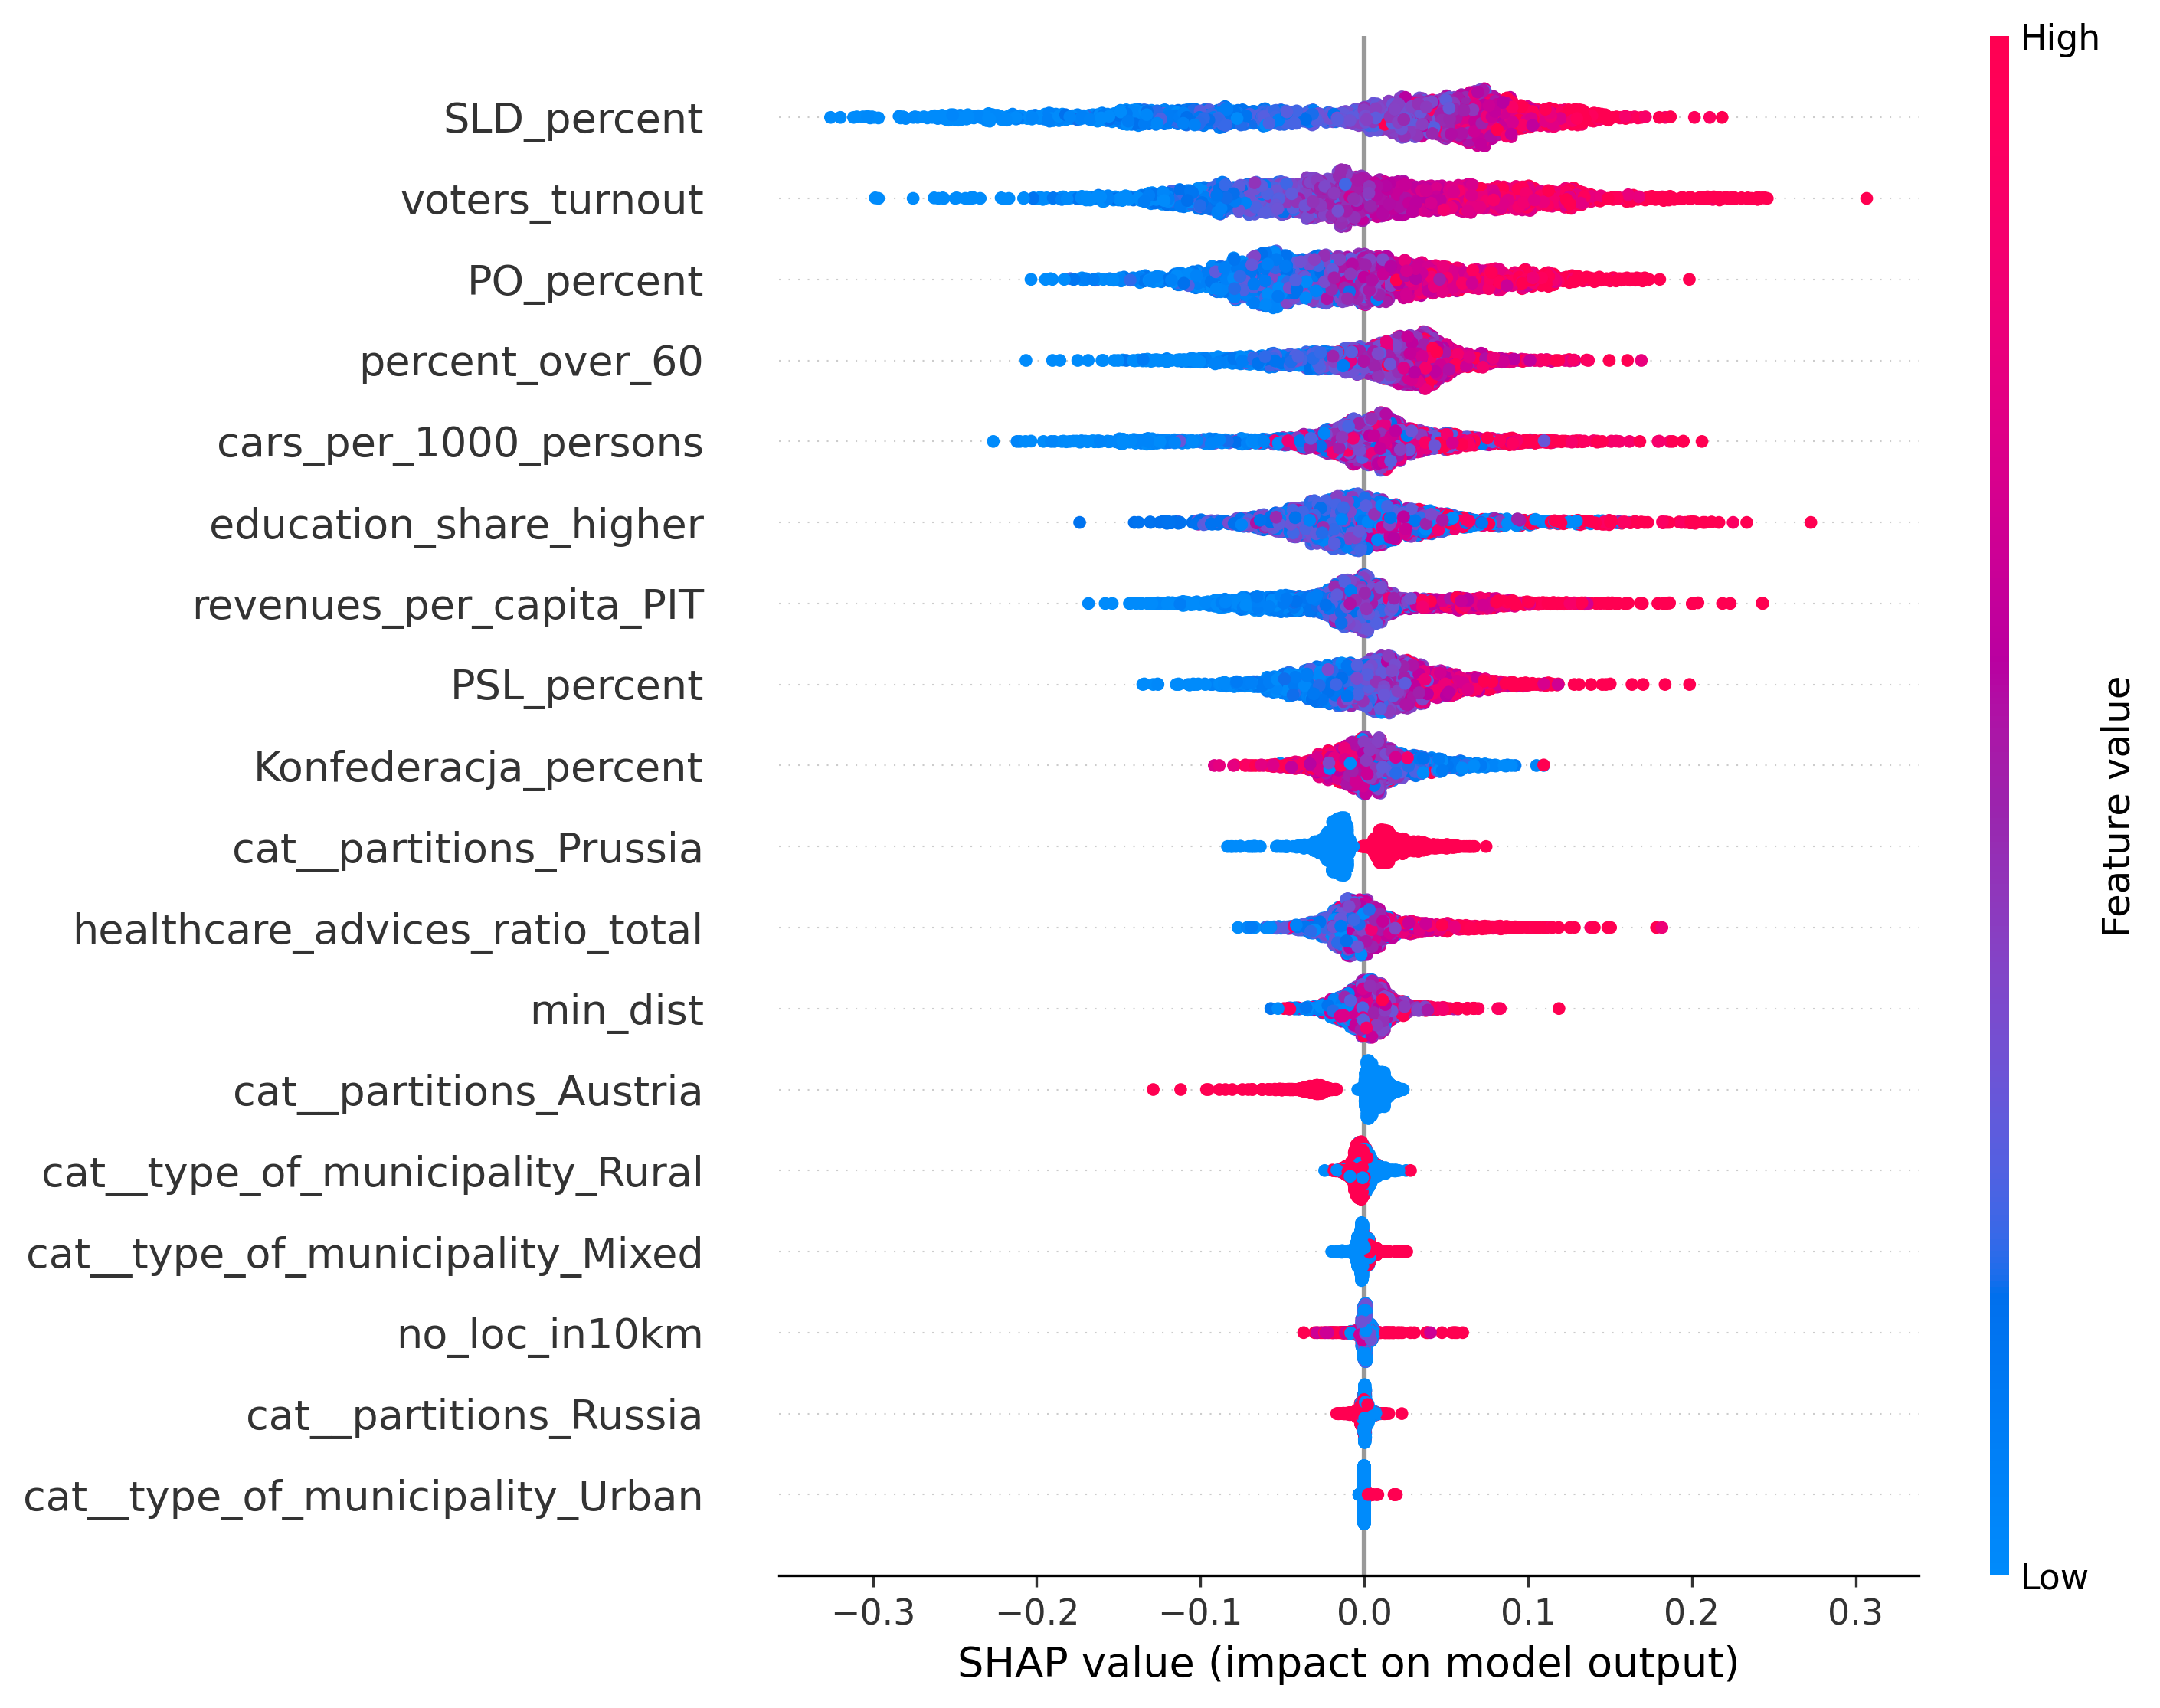 High
SLD_percent
voters_turnout
PO_percent
percent_over_60
cars_per_1000_persons
education_share_higher
revenues_per_capita_PIT
PSL_percent
Konfederacja_percent
cat__partitions_Prussia
healthcare_advices_ratio_total
min_dist
cat__partitions_Austria
cat__type_of_municipality_Rural
cat__type_of_municipality_Mixed
no_loc_in10km
cat__partitions_Russia
cat__type_of_municipality_Urban
Feature value
Low
−0.3 −0.2 −0.1 0.0 0.1 0.2 0.3
SHAP value (impact on model output)